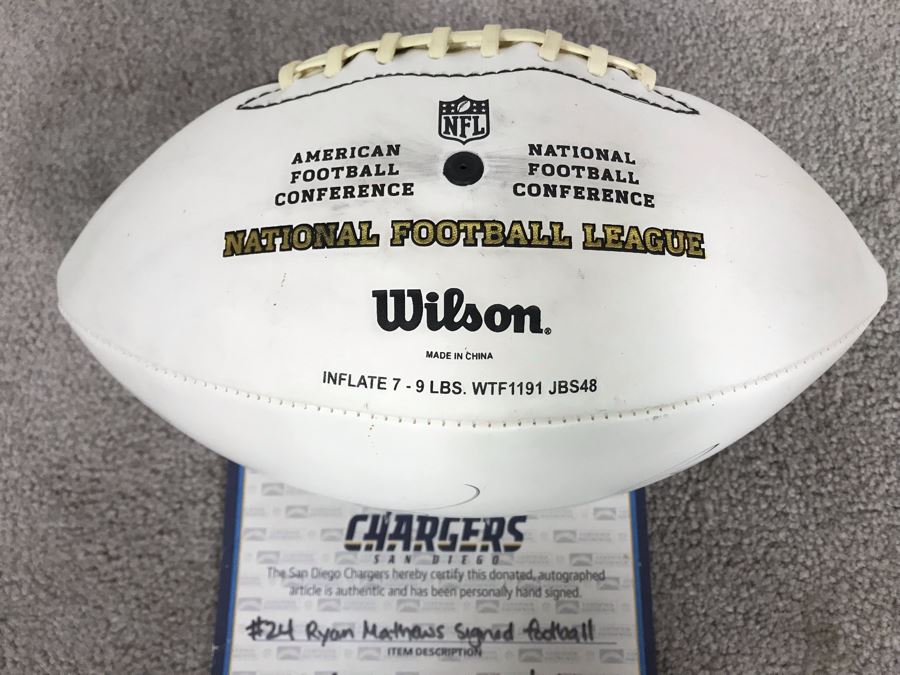 NFL
AMERICAN FOOTBALL CONFERENCE
NATIONAL FOOTBALL CONFERENCE
NATIONAL FOOTBALL LEAGUE
Wilson®
MADE IN CHINA
INFLATE 7 - 9 LBS. WTF1191 JBS48
CHARGERS
SAN DIEGO
The San Diego Chargers hereby certify this donated, autographed
article is authentic and has been personally hand signed.
#24 Ryan Mathews Signed football
ITEM DESCRIPTION